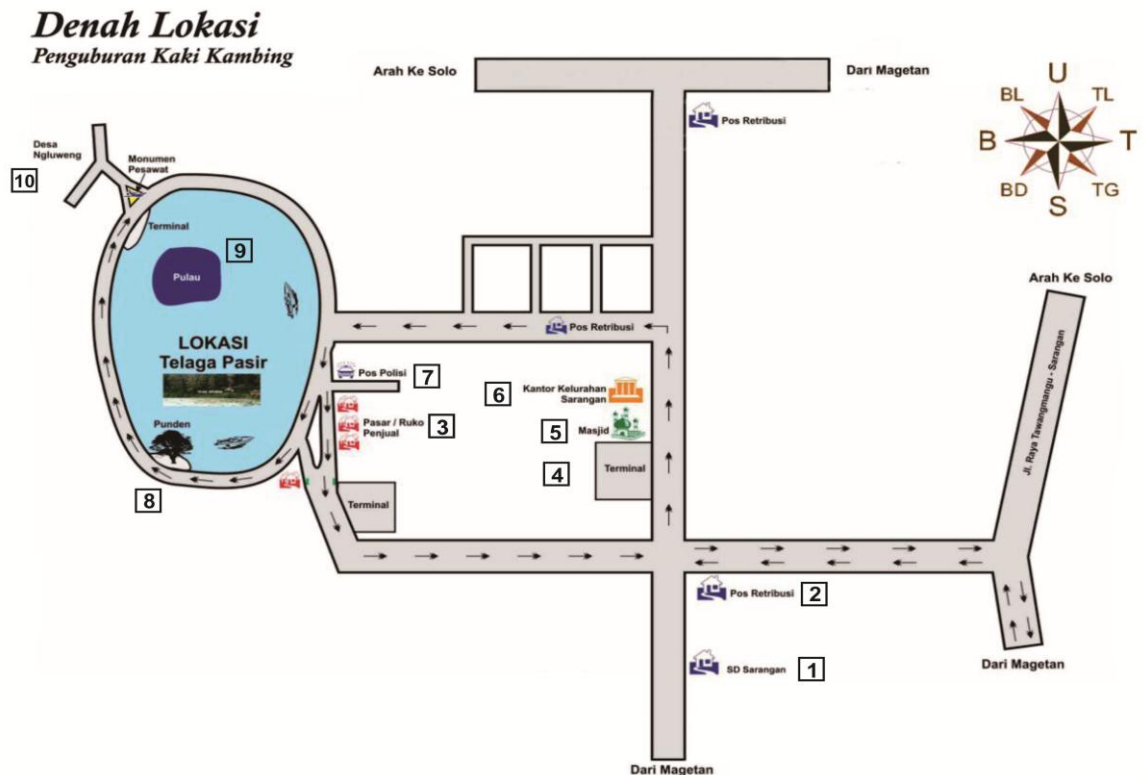 Denah Lokasi
Penguburan Kaki Kambing
Arah Ke Solo
Dari Magetan
U
BL
TL
B
T
BD
TG
S
Pos Retribusi
Desa
Ngluweng
Monumen
Pesawat
10
Terminal
9
Pulau
Arah Ke Solo
LOKASI
Telaga Pasir
Pos Retribusi
Pos Polisi
7
6
Kantor Kelurahan
Sarangan
Pasar / Ruko
Penjual
3
5
Masjid
Punden
4
Terminal
8
Terminal
Jl. Raya Tawangmangu - Sarangan
Pos Retribusi
2
SD Sarangan
1
Dari Magetan
Dari Magetan